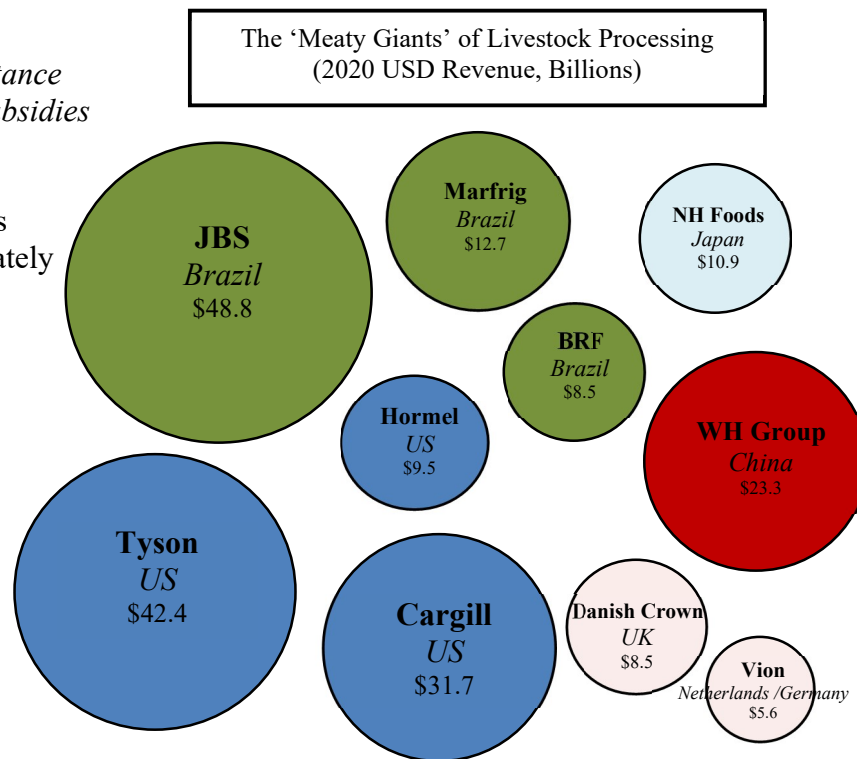 The ‘Meaty Giants’ of Livestock Processing
(2020 USD Revenue, Billions)
JBS
Brazil
$48.8
Marfrig
Brazil
$12.7
NH Foods
Japan
$10.9
BRF
Brazil
$8.5
Hormel
US
$9.5
WH Group
China
$23.3
Tyson
US
$42.4
Cargill
US
$31.7
Danish Crown
UK
$8.5
Vion
Netherlands /Germany
$5.6